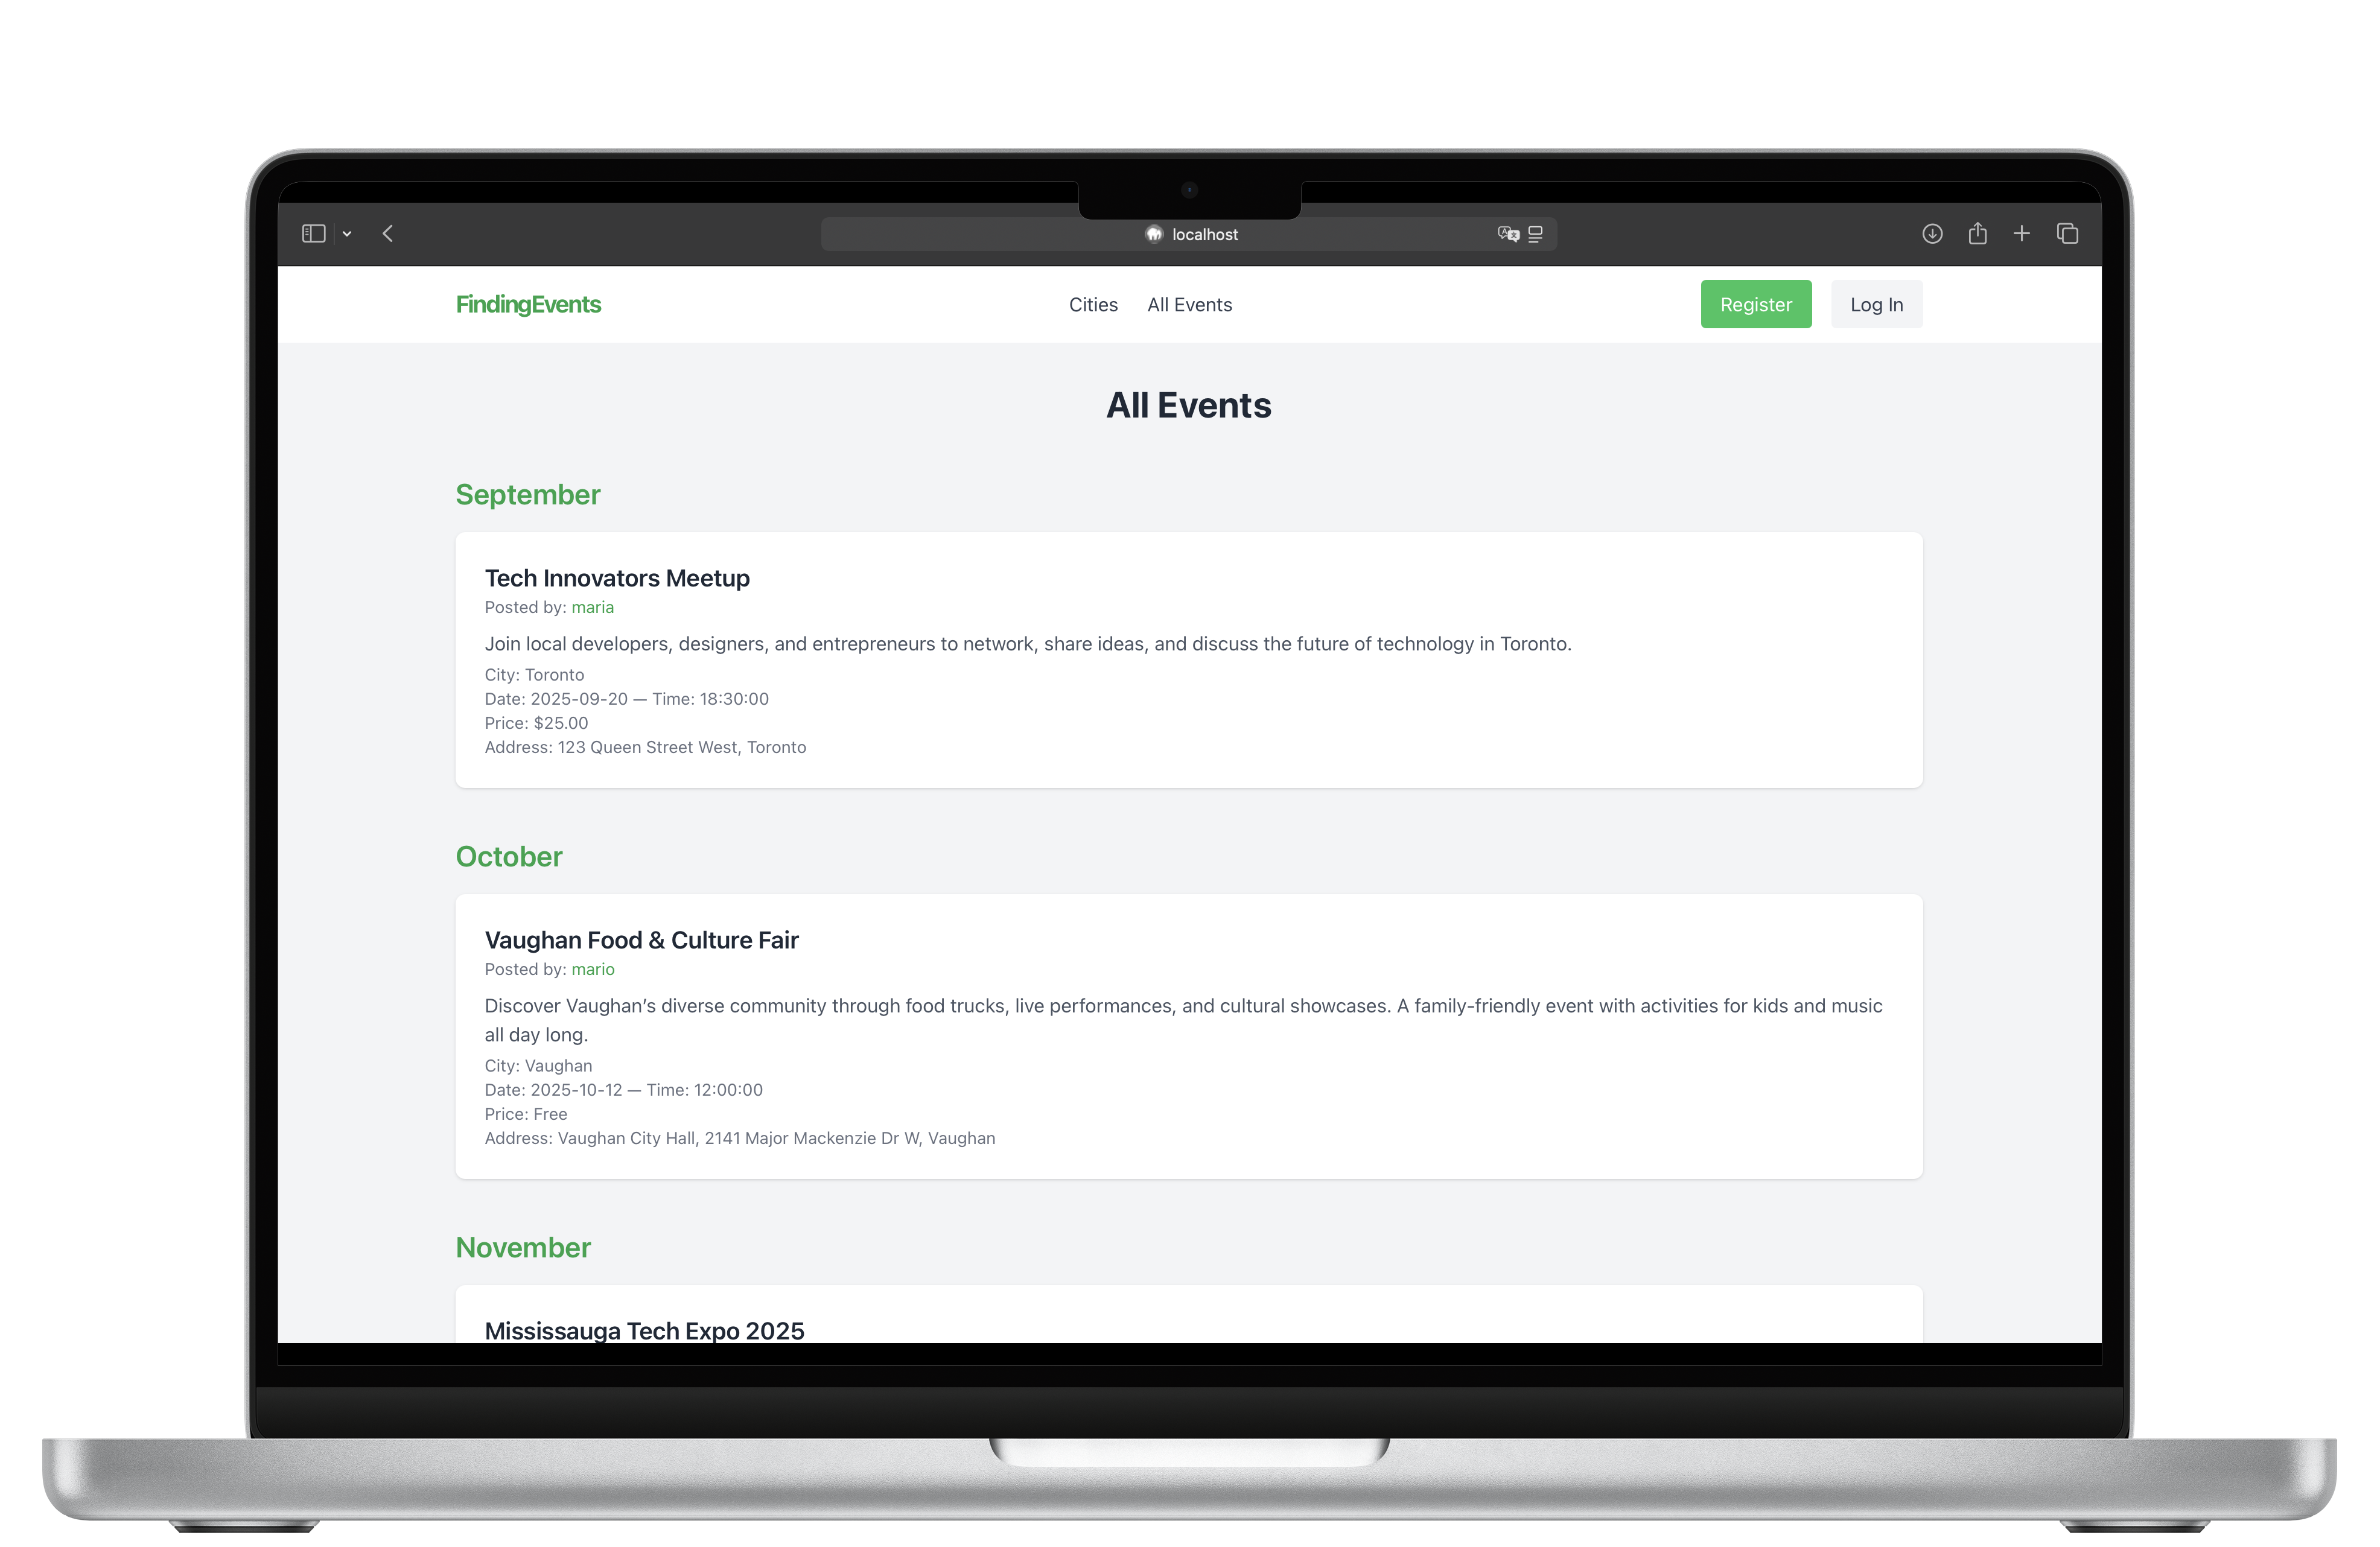 localhost
FindingEvents
Cities All Events
Register Log In
All Events
September
Tech Innovators Meetup
Posted by: maria
Join local developers, designers, and entrepreneurs to network, share ideas, and discuss the future of technology in Toronto.
City: Toronto
Date: 2025-09-20 — Time: 18:30:00
Price: $25.00
Address: 123 Queen Street West, Toronto
October
Vaughan Food & Culture Fair
Posted by: mario
Discover Vaughan’s diverse community through food trucks, live performances, and cultural showcases. A family-friendly event with activities for kids and music
all day long.
City: Vaughan
Date: 2025-10-12 — Time: 12:00:00
Price: Free
Address: Vaughan City Hall, 2141 Major Mackenzie Dr W, Vaughan
November
Mississauga Tech Expo 2025